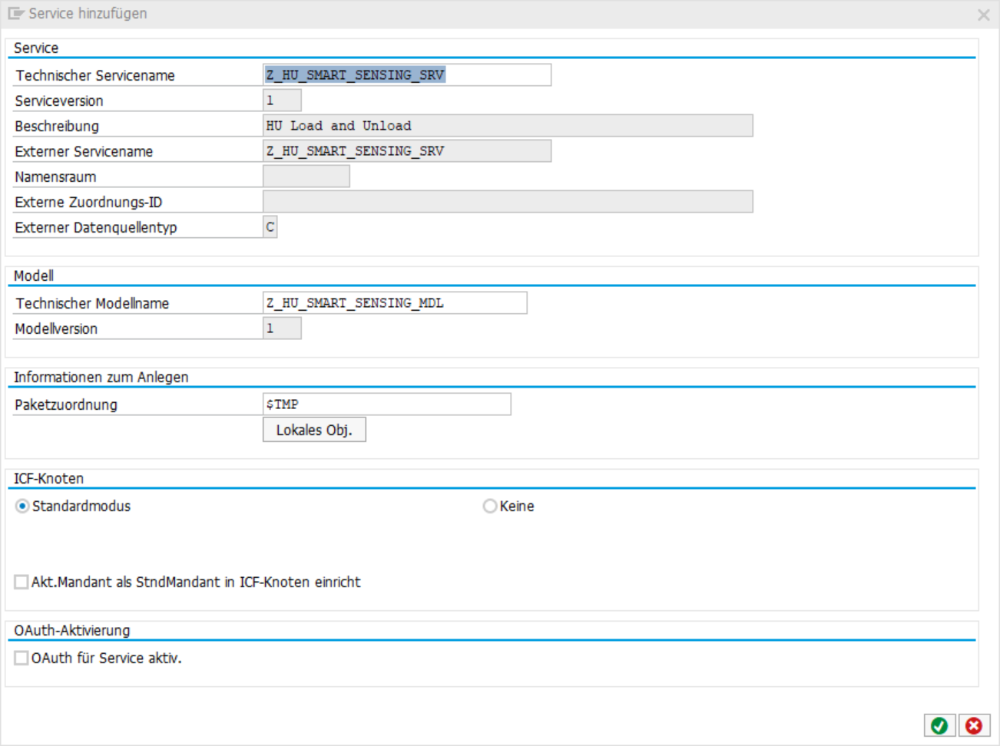 Service hinzufügen
Service
Technischer Servicename Z_HU_SMART_SENSING_SRV
Serviceversion 1
Beschreibung HU Load and Unload
Externer Servicename Z_HU_SMART_SENSING_SRV
Namensraum
Externe Zuordnungs-ID
Externer Datenquellentyp C
Modell
Technischer Modellname Z_HU_SMART_SENSING_MDL
Modellversion 1
Informationen zum Anlegen
Paketzuordnung $TMP
Lokales Obj.
ICF-Knoten
Standardmodus Keine
Akt.Mandant als StndMandant in ICF-Knoten einricht
OAuth-Aktivierung
OAuth für Service aktiv.